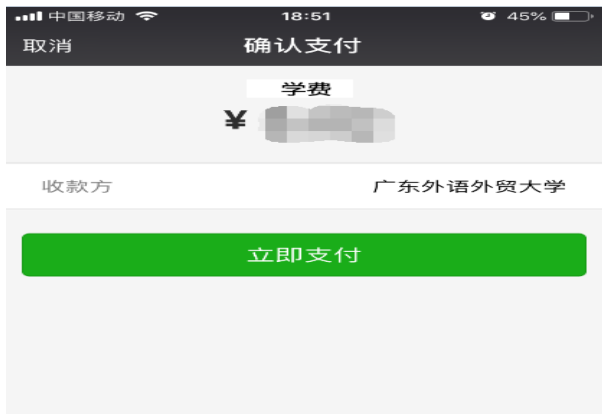 中国移动 18:51 45%
取消 确认支付
学费
¥
收款方 广东外语外贸大学
立即支付